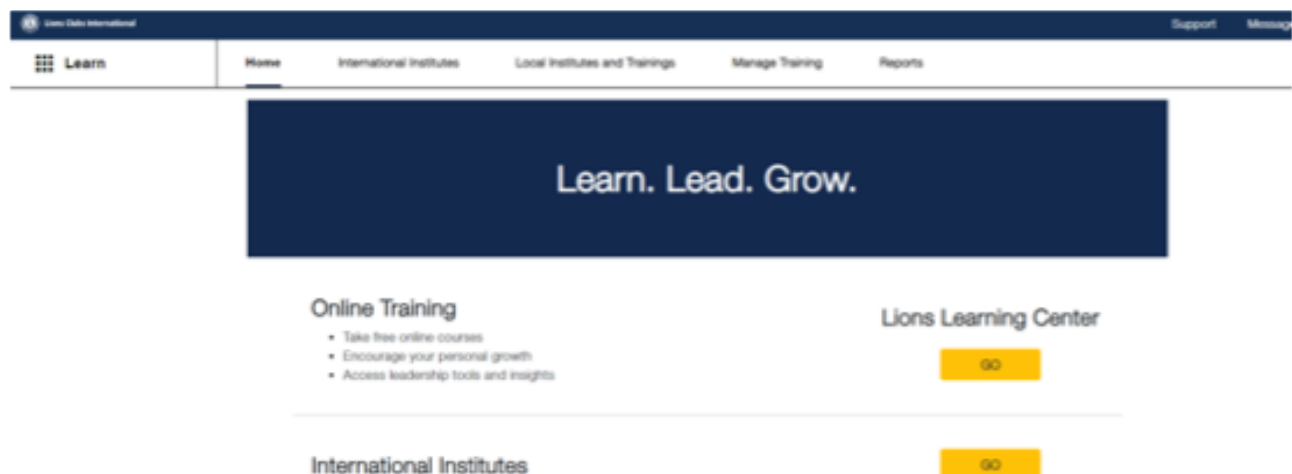 Lions Clubs International
Support Message
Learn Home International Institutes Local Institutes and Trainings Manage Training Reports
Learn. Lead. Grow.
Online Training
• Take free online courses
• Encourage your personal growth
• Access leadership tools and insights
Lions Learning Center
GO
International Institutes
GO